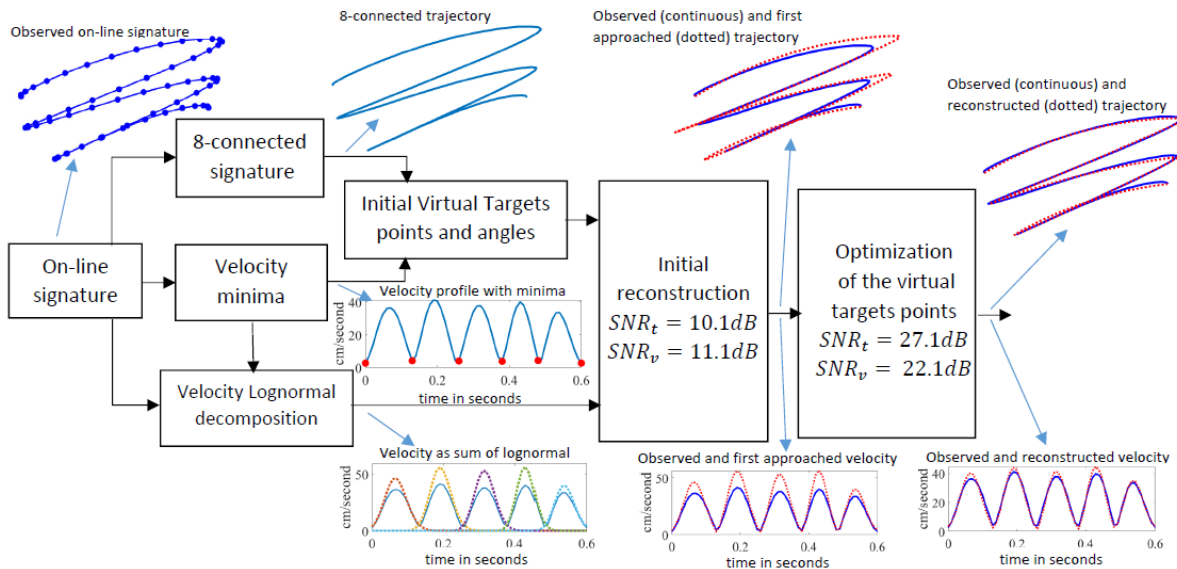 Observed on-line signature
8-connected trajectory
Observed (continuous) and first
approached (dotted) trajectory
Observed (continuous) and
reconstructed (dotted) trajectory
8-connected
signature
Initial Virtual Targets
points and angles
On-line
signature
Velocity
minima
Initial
reconstruction
SNR_t = 10.1dB
SNR_v = 11.1dB
Optimization
of the virtual
targets points
SNR_t = 27.1dB
SNR_v = 22.1dB
Velocity profile with minima
cm/second
40
20
0
0
0.2
0.4
0.6
time in seconds
Velocity Lognormal
decomposition
Velocity as sum of lognormal
cm/second
50
0
0
0.2
0.4
0.6
time in seconds
Observed and first approached velocity
cm/second
50
0
0
0.2
0.4
0.6
time in seconds
Observed and reconstructed velocity
cm/second
40
20
0
0
0.2
0.4
0.6
time in seconds